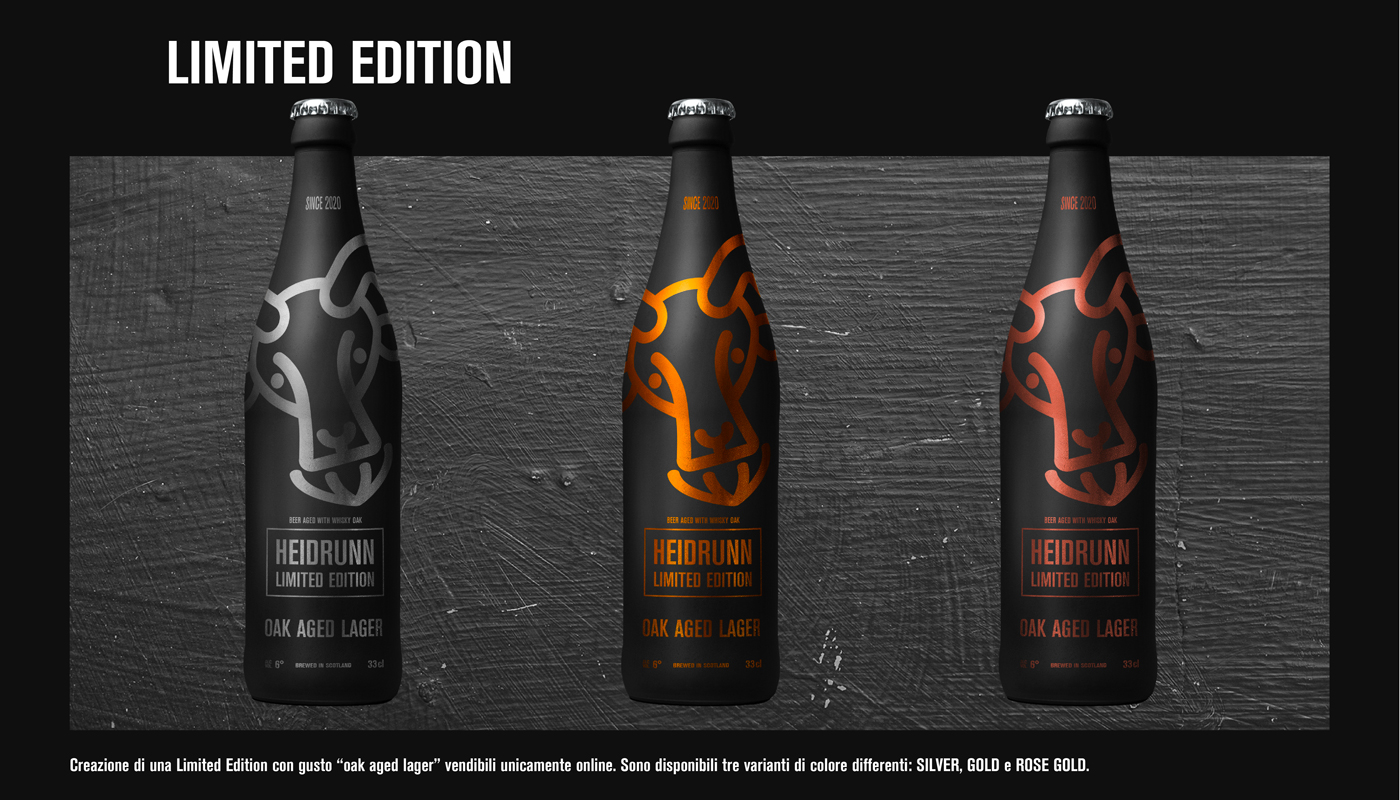 LIMITED EDITION
SINCE 2020
BEER AGED WITH WHISKY OAK
HEIDRUNN
LIMITED EDITION
OAK AGED LAGER
6° BREWED IN SCOTLAND 33cl
SINCE 2020
BEER AGED WITH WHISKY OAK
HEIDRUNN
LIMITED EDITION
OAK AGED LAGER
6° BREWED IN SCOTLAND 33cl
SINCE 2020
BEER AGED WITH WHISKY OAK
HEIDRUNN
LIMITED EDITION
OAK AGED LAGER
6° BREWED IN SCOTLAND 33cl
Creazione di una Limited Edition con gusto “oak aged lager” vendibili unicamente online. Sono disponibili tre varianti di colore differenti: SILVER, GOLD e ROSE GOLD.